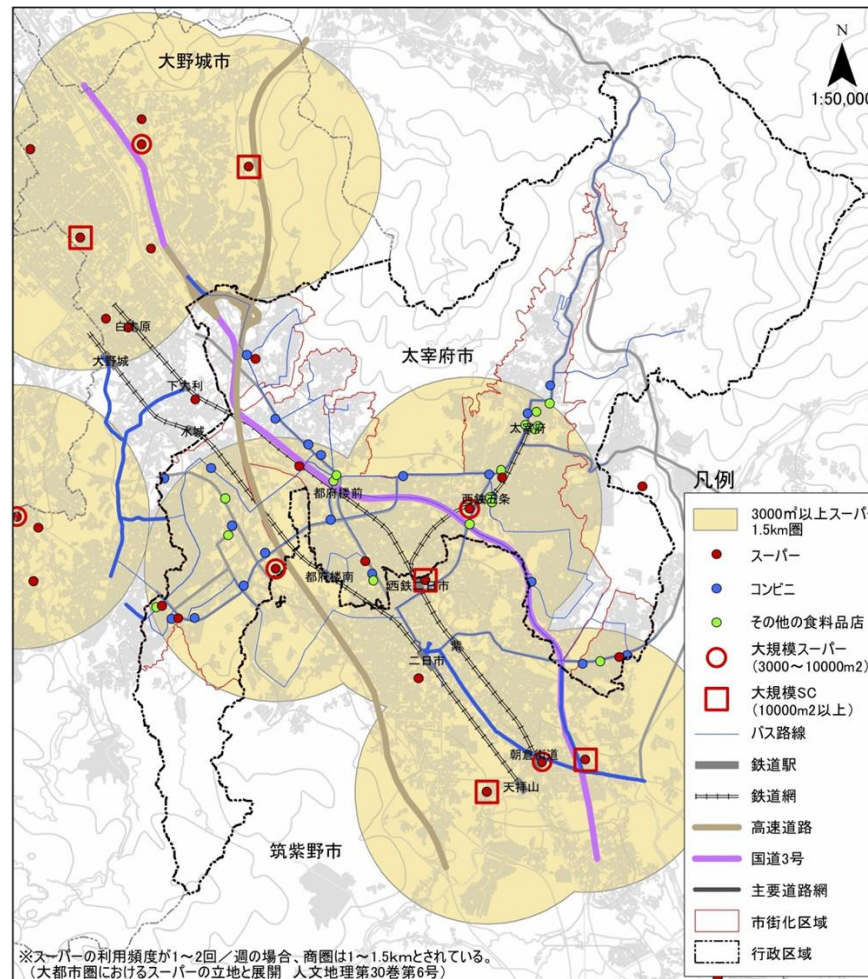 大野城市
N
1:50,000
白木原
大野城
太宰府市
下大利
水城
太宰府
都府楼前
西鉄五条
都府楼南
西鉄二日市
紫
二日市
朝倉街道
天拝山
筑紫野市
凡例
3000㎡以上スーパー
1.5km圏
スーパー
コンビニ
その他の食料品店
大規模スーパー
(3000～10000m2)
大規模SC
(10000m2以上)
バス路線
鉄道駅
鉄道網
高速道路
国道3号
主要道路網
市街化区域
行政区域
※スーパーの利用頻度が1～2回／週の場合、商圏は1～1.5kmとされている。
(大都市圏におけるスーパーの立地と展開　人文地理第30巻第6号)